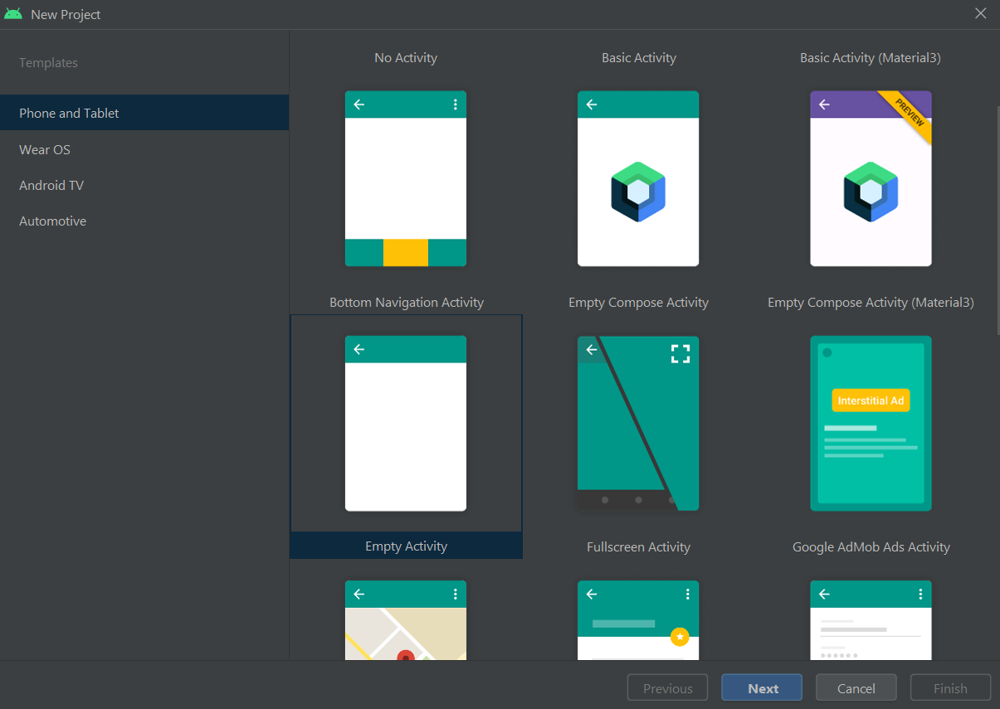 New Project
Templates
Phone and Tablet
Wear OS
Android TV
Automotive
No Activity
Basic Activity
Basic Activity (Material3)
PREVIEW
Bottom Navigation Activity
Empty Compose Activity
Empty Compose Activity (Material3)
Interstitial Ad
Empty Activity
Fullscreen Activity
Google AdMob Ads Activity
Previous
Next
Cancel
Finish